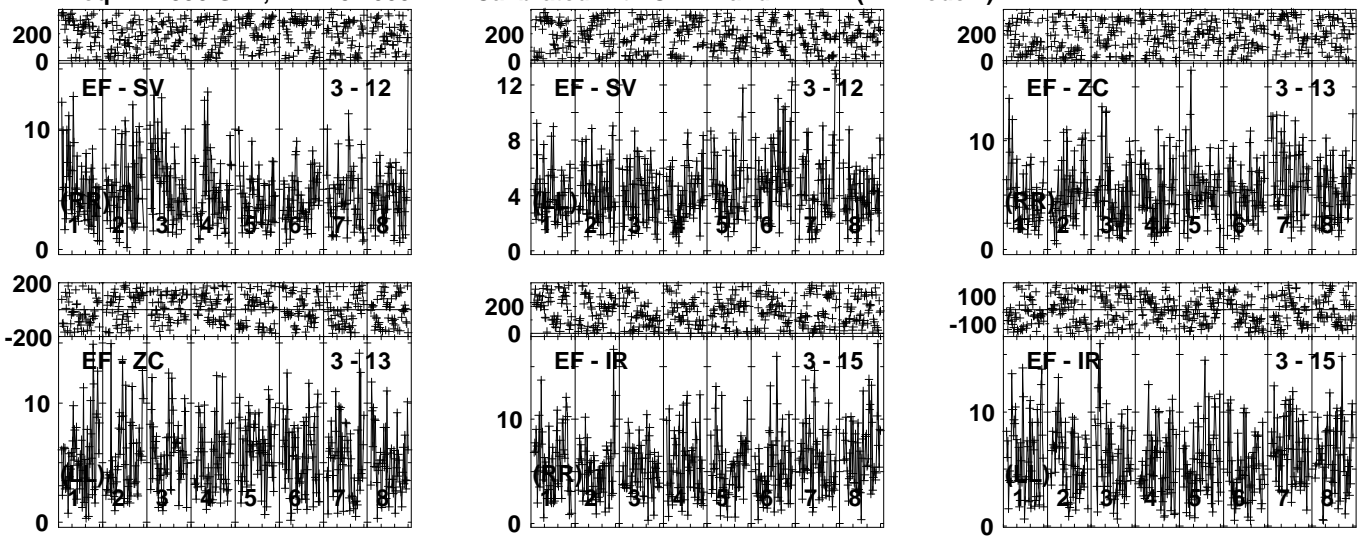 200 200 200
0 0 0
EF - SV 3 - 12 12 EF - SV 3 - 12 EF - ZC 3 - 13
10 8 10
(RR) 4 (LL) (RR)
1 2 3 4 5 6 7 8 1 2 3 4 5 6 7 8 1 2 3 4 5 6 7 8
0 0 0
200 200 100
-200 0 -100
EF - ZC 3 - 13 EF - IR 3 - 15 EF - IR 3 - 15
10 10 10
(LL) (RR) (LL)
1 2 3 4 5 6 7 8 1 2 3 4 5 6 7 8 1 2 3 4 5 6 7 8
0 0 0